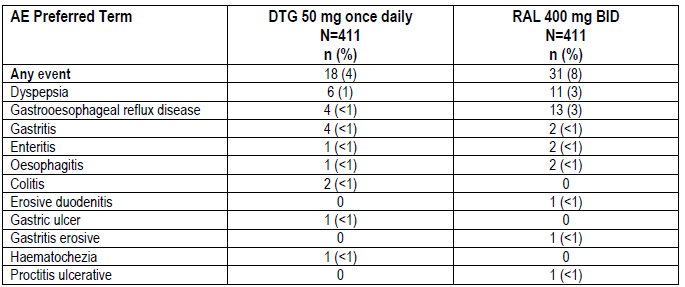 AE Preferred Term DTG 50 mg once daily RAL 400 mg BID
N=411 N=411
n (%) n (%)
Any event 18 (4) 31 (8)
Dyspepsia 6 (1) 11 (3)
Gastrooesophageal reflux disease 4 (<1) 13 (3)
Gastritis 4 (<1) 2 (<1)
Enteritis 1 (<1) 2 (<1)
Oesophagitis 1 (<1) 2 (<1)
Colitis 2 (<1) 0
Erosive duodenitis 0 1 (<1)
Gastric ulcer 1 (<1) 0
Gastritis erosive 0 1 (<1)
Haematochezia 1 (<1) 0
Proctitis ulcerative 0 1 (<1)